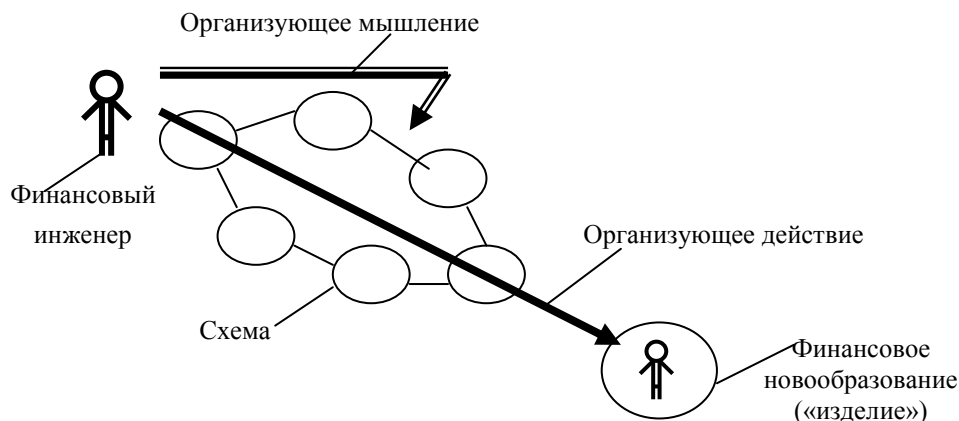 Организующее мышление
Финансовый
инженер
Организующее действие
Схема
Финансовое
новообразование
(«изделие»)